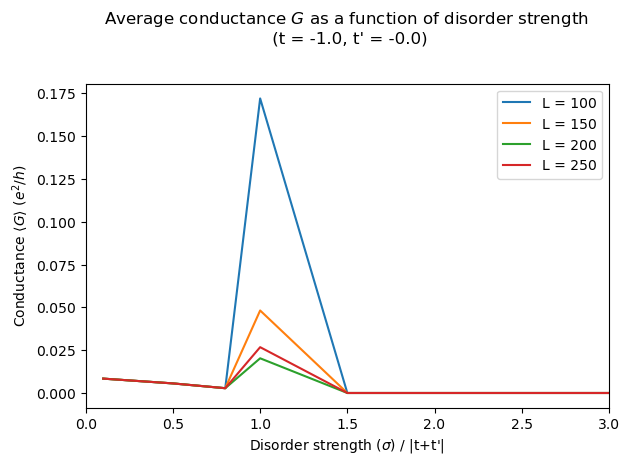 Average conductance G as a function of disorder strength
(t = -1.0, t' = -0.0)
0.175
0.150
0.125
0.100
0.075
0.050
0.025
0.000
Conductance ⟨G⟩ (e²/h)
L = 100
L = 150
L = 200
L = 250
0.0 0.5 1.0 1.5 2.0 2.5 3.0
Disorder strength (σ) / |t+t'|